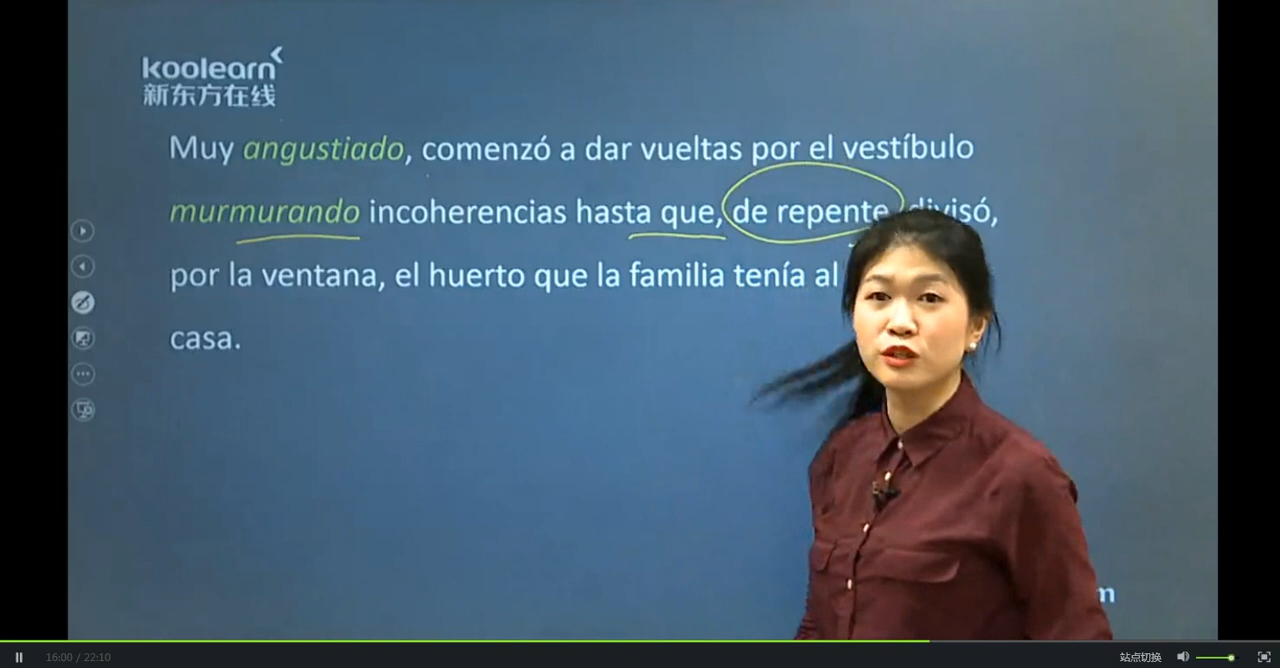 koolearn
新东方在线
Muy angustiado, comenzó a dar vueltas por el vestíbulo
murmurando incoherencias hasta que, de repente divisó,
por la ventana, el huerto que la familia tenía al
casa.
m
16:00 / 22:10
站点切换